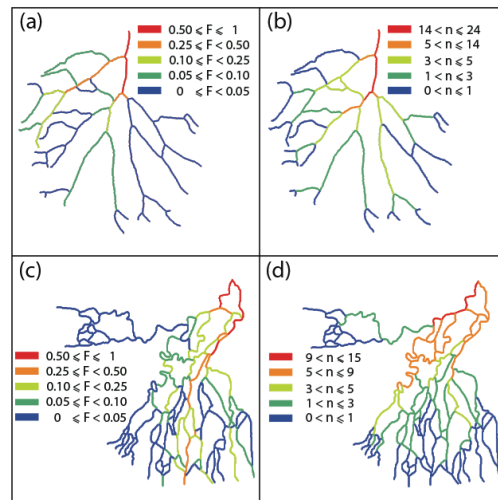 (a)
0.50 ⩽ F ⩽ 1
0.25 ⩽ F < 0.50
0.10 ⩽ F < 0.25
0.05 ⩽ F < 0.10
0 ⩽ F < 0.05
(b)
14 < n ⩽ 24
5 < n ⩽ 14
3 < n ⩽ 5
1 < n ⩽ 3
0 < n ⩽ 1
(c)
0.50 ⩽ F ⩽ 1
0.25 ⩽ F < 0.50
0.10 ⩽ F < 0.25
0.05 ⩽ F < 0.10
0 ⩽ F < 0.05
(d)
9 < n ⩽ 15
5 < n ⩽ 9
3 < n ⩽ 5
1 < n ⩽ 3
0 < n ⩽ 1